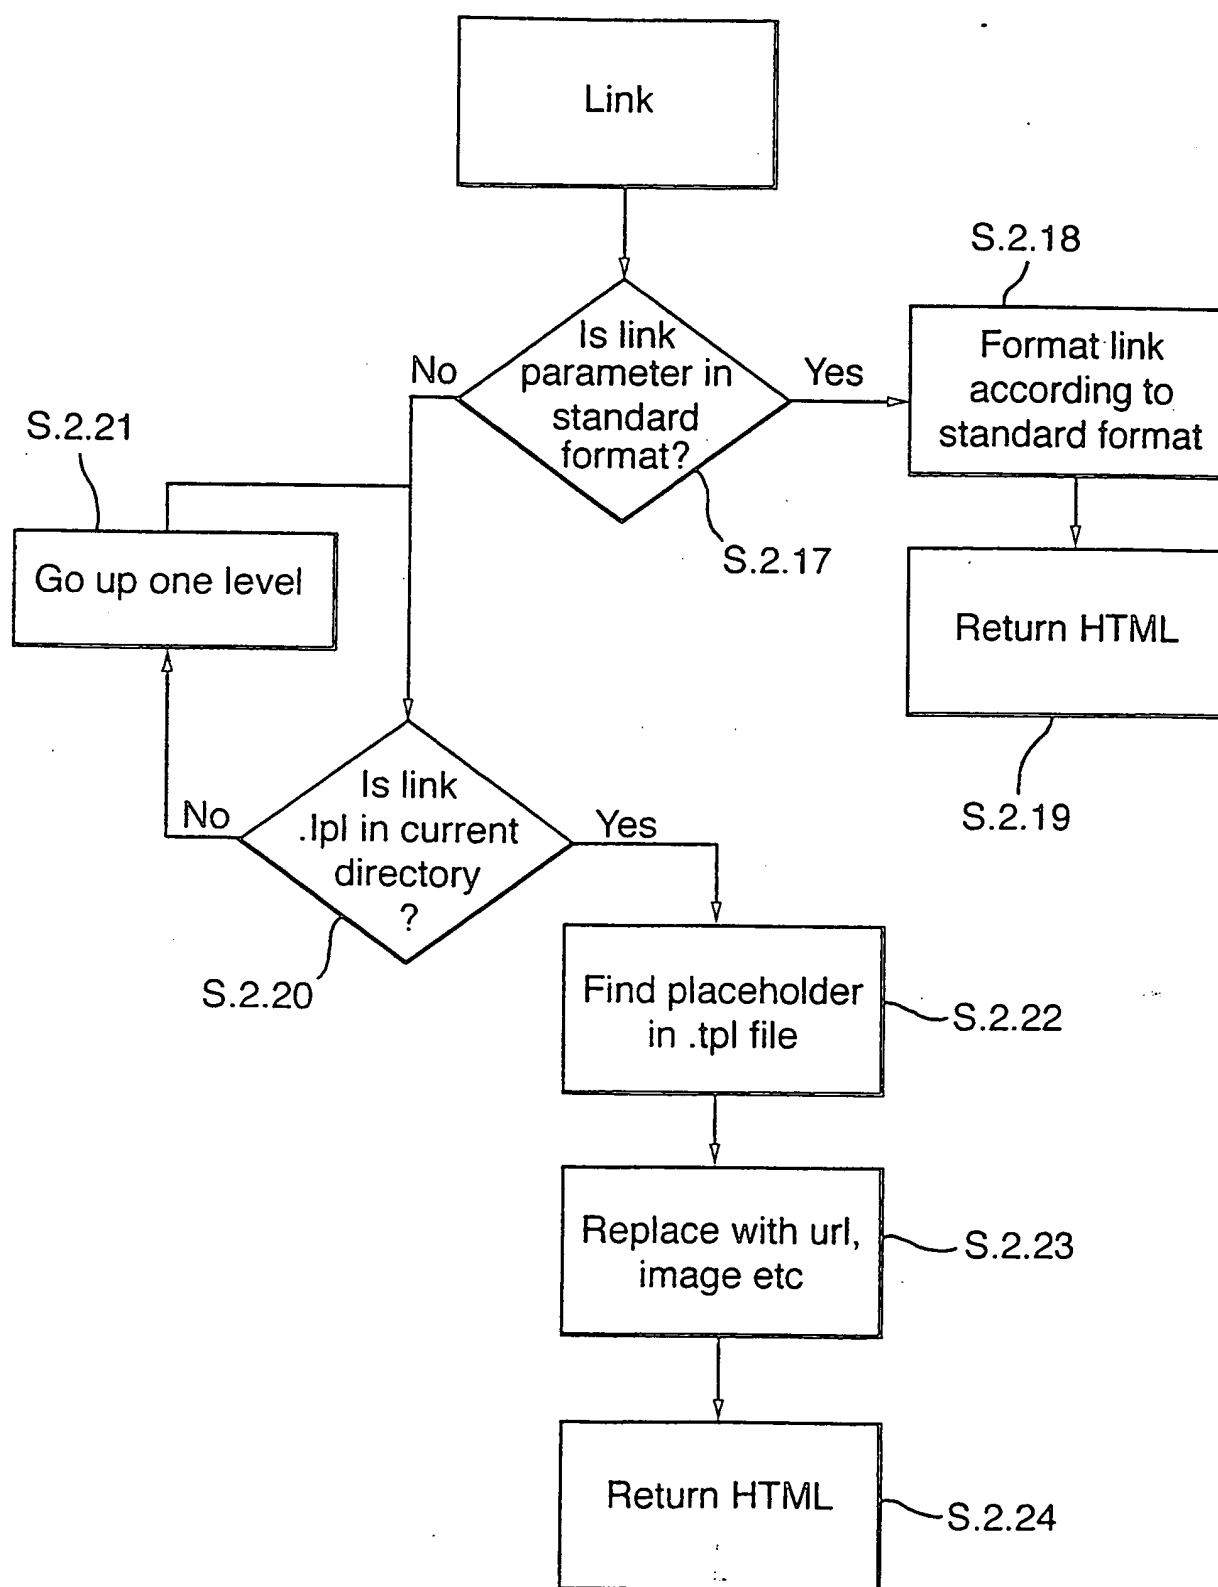 Link
S.2.18
Is link
parameter in
standard
format?
No
Yes
Format link
according to
standard format
S.2.21
S.2.17
Go up one level
Return HTML
S.2.19
Is link
.lpl in current
directory
?
No
Yes
S.2.20
Find placeholder
in .tpl file
S.2.22
Replace with url,
image etc
S.2.23
Return HTML
S.2.24